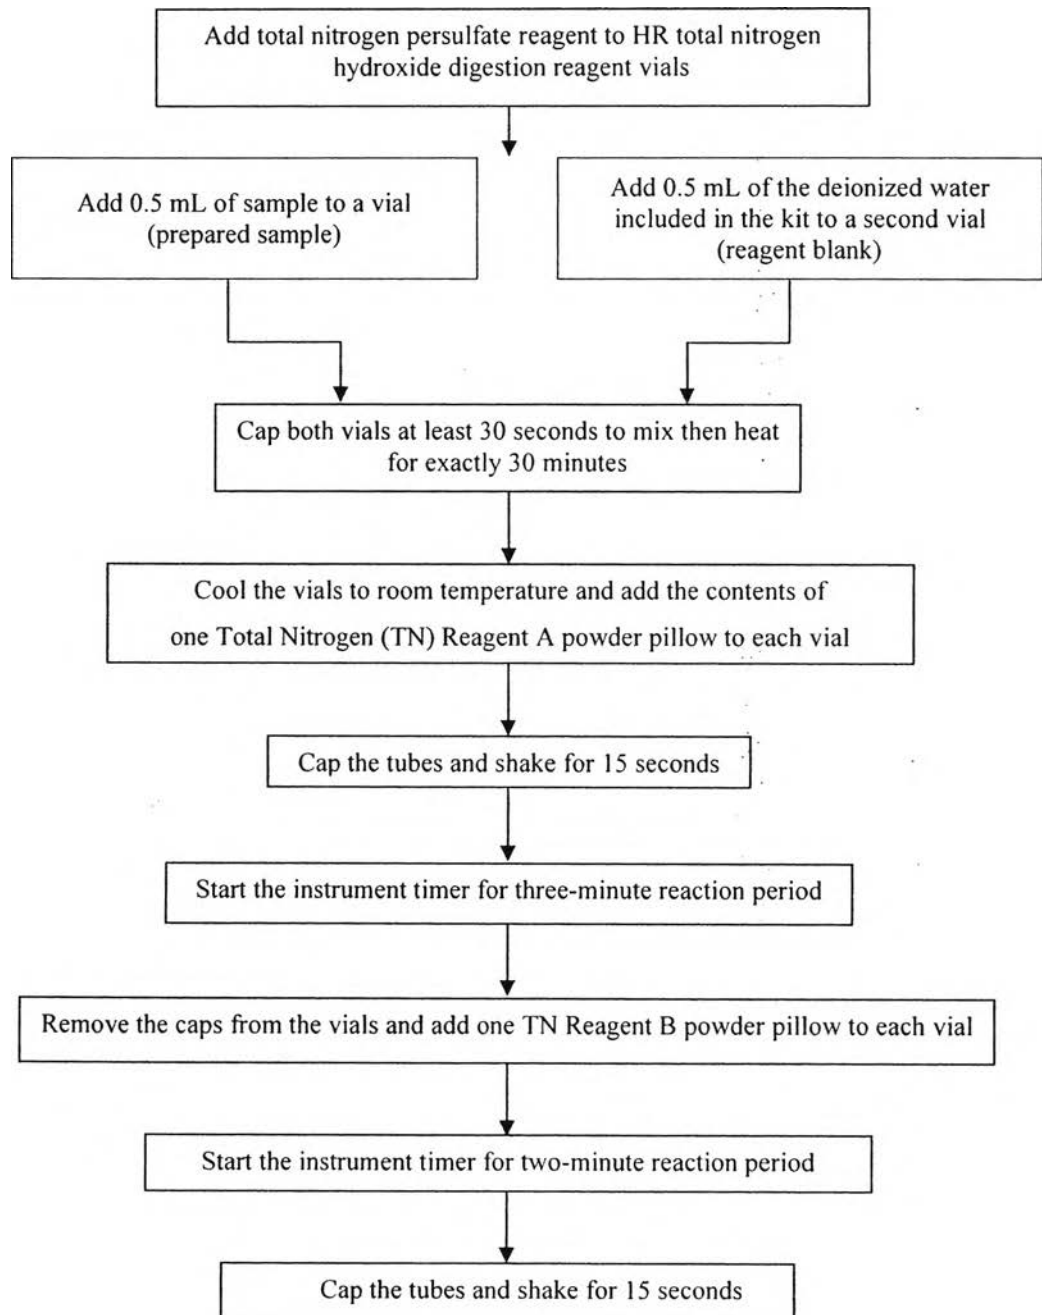 Add total nitrogen persulfate reagent to HR total nitrogen
hydroxide digestion reagent vials
Add 0.5 mL of sample to a vial
(prepared sample)
Add 0.5 mL of the deionized water
included in the kit to a second vial
(reagent blank)
Cap both vials at least 30 seconds to mix then heat
for exactly 30 minutes
Cool the vials to room temperature and add the contents of
one Total Nitrogen (TN) Reagent A powder pillow to each vial
Cap the tubes and shake for 15 seconds
Start the instrument timer for three-minute reaction period
Remove the caps from the vials and add one TN Reagent B powder pillow to each vial
Start the instrument timer for two-minute reaction period
Cap the tubes and shake for 15 seconds